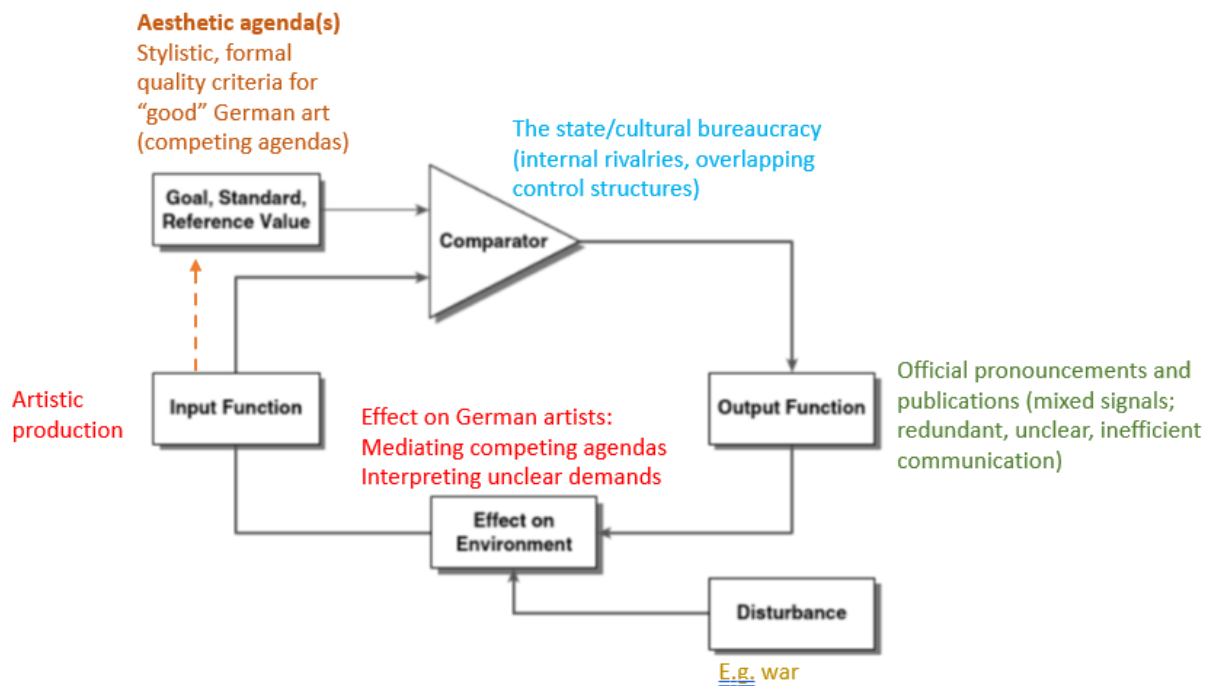 Aesthetic agenda(s)
Stylistic, formal
quality criteria for
“good” German art
(competing agendas)
The state/cultural bureaucracy
(internal rivalries, overlapping
control structures)
Goal, Standard,
Reference Value
Comparator
Artistic
production
Input Function
Effect on German artists:
Mediating competing agendas
Interpreting unclear demands
Output Function
Official pronouncements and
publications (mixed signals;
redundant, unclear, inefficient
communication)
Effect on
Environment
Disturbance
E.g. war